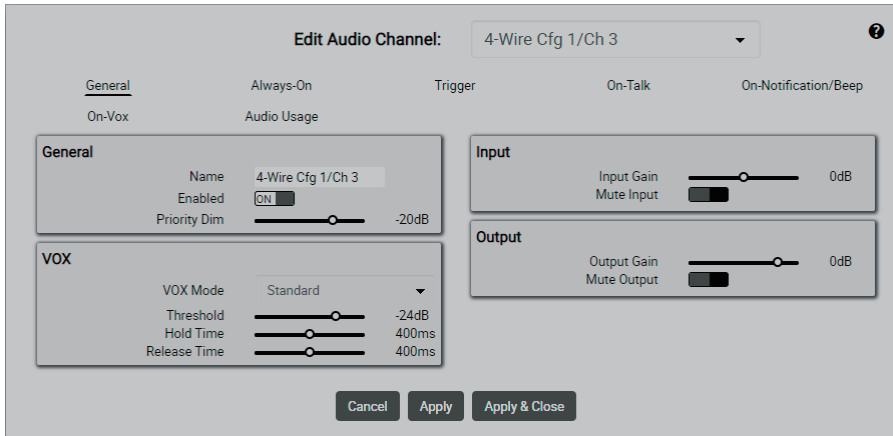 Edit Audio Channel: 4-Wire Cfg 1/Ch 3
General Always-On Trigger On-Talk On-Notification/Beep
On-Vox Audio Usage
General
Name 4-Wire Cfg 1/Ch 3
Enabled ON
Priority Dim -20dB
VOX
VOX Mode Standard
Threshold -24dB
Hold Time 400ms
Release Time 400ms
Input
Input Gain 0dB
Mute Input
Output
Output Gain 0dB
Mute Output
Cancel Apply Apply & Close